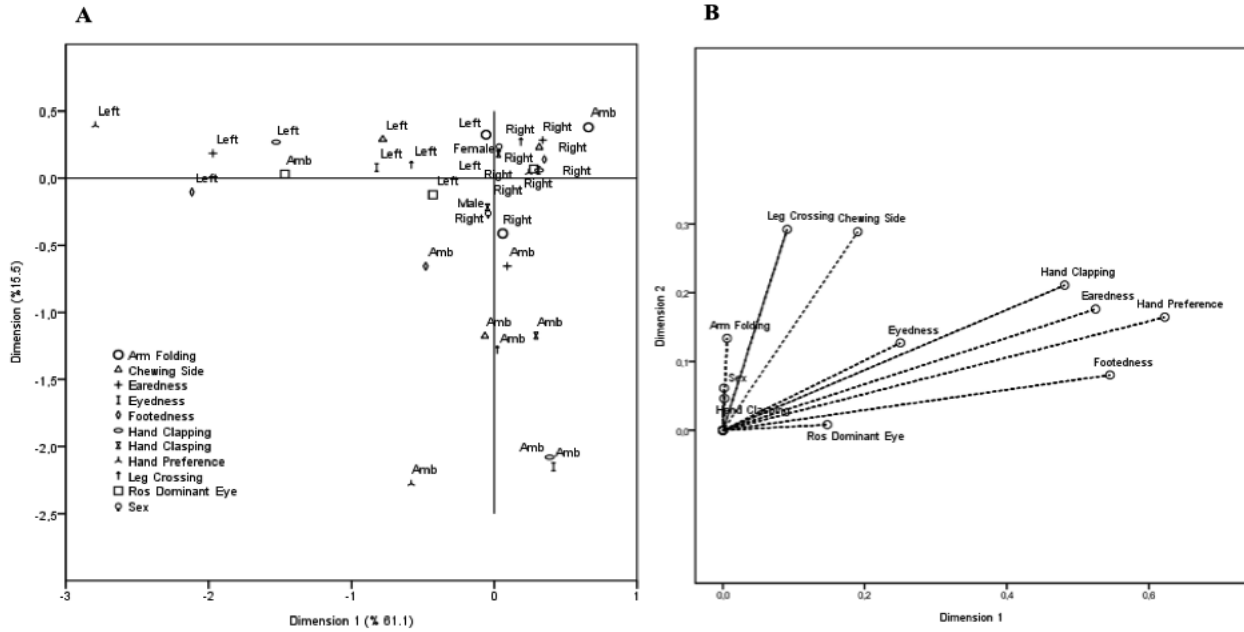 A
B
0,5
0,0
-0,5
-1,0
-1,5
-2,0
-2,5
-3
-2
-1
0
1
Dimension 1 (% 61.1)
Dimension (%15.5)
Left
Left
Left
Left
Left
Left
Left
Amb
Left
Left
Left
Amb
Female
Right
Right
Right
Right
Right
Right
Right
Right
Left
Right
Male
Right
Right
Amb
Amb
Amb
Amb
Amb
Amb
Amb
Amb
Arm Folding
Chewing Side
Earedness
Eyedness
Footedness
Hand Clapping
Hand Clasping
Hand Preference
Leg Crossing
Ros Dominant Eye
Sex
0,3
0,2
0,1
0,0
Dimension 2
Leg Crossing
Chewing Side
Hand Clapping
Earedness
Hand Preference
Arm Folding
Eyedness
Footedness
Sex
Hand Clasping
Ros Dominant Eye
0,0
0,2
0,4
0,6
Dimension 1